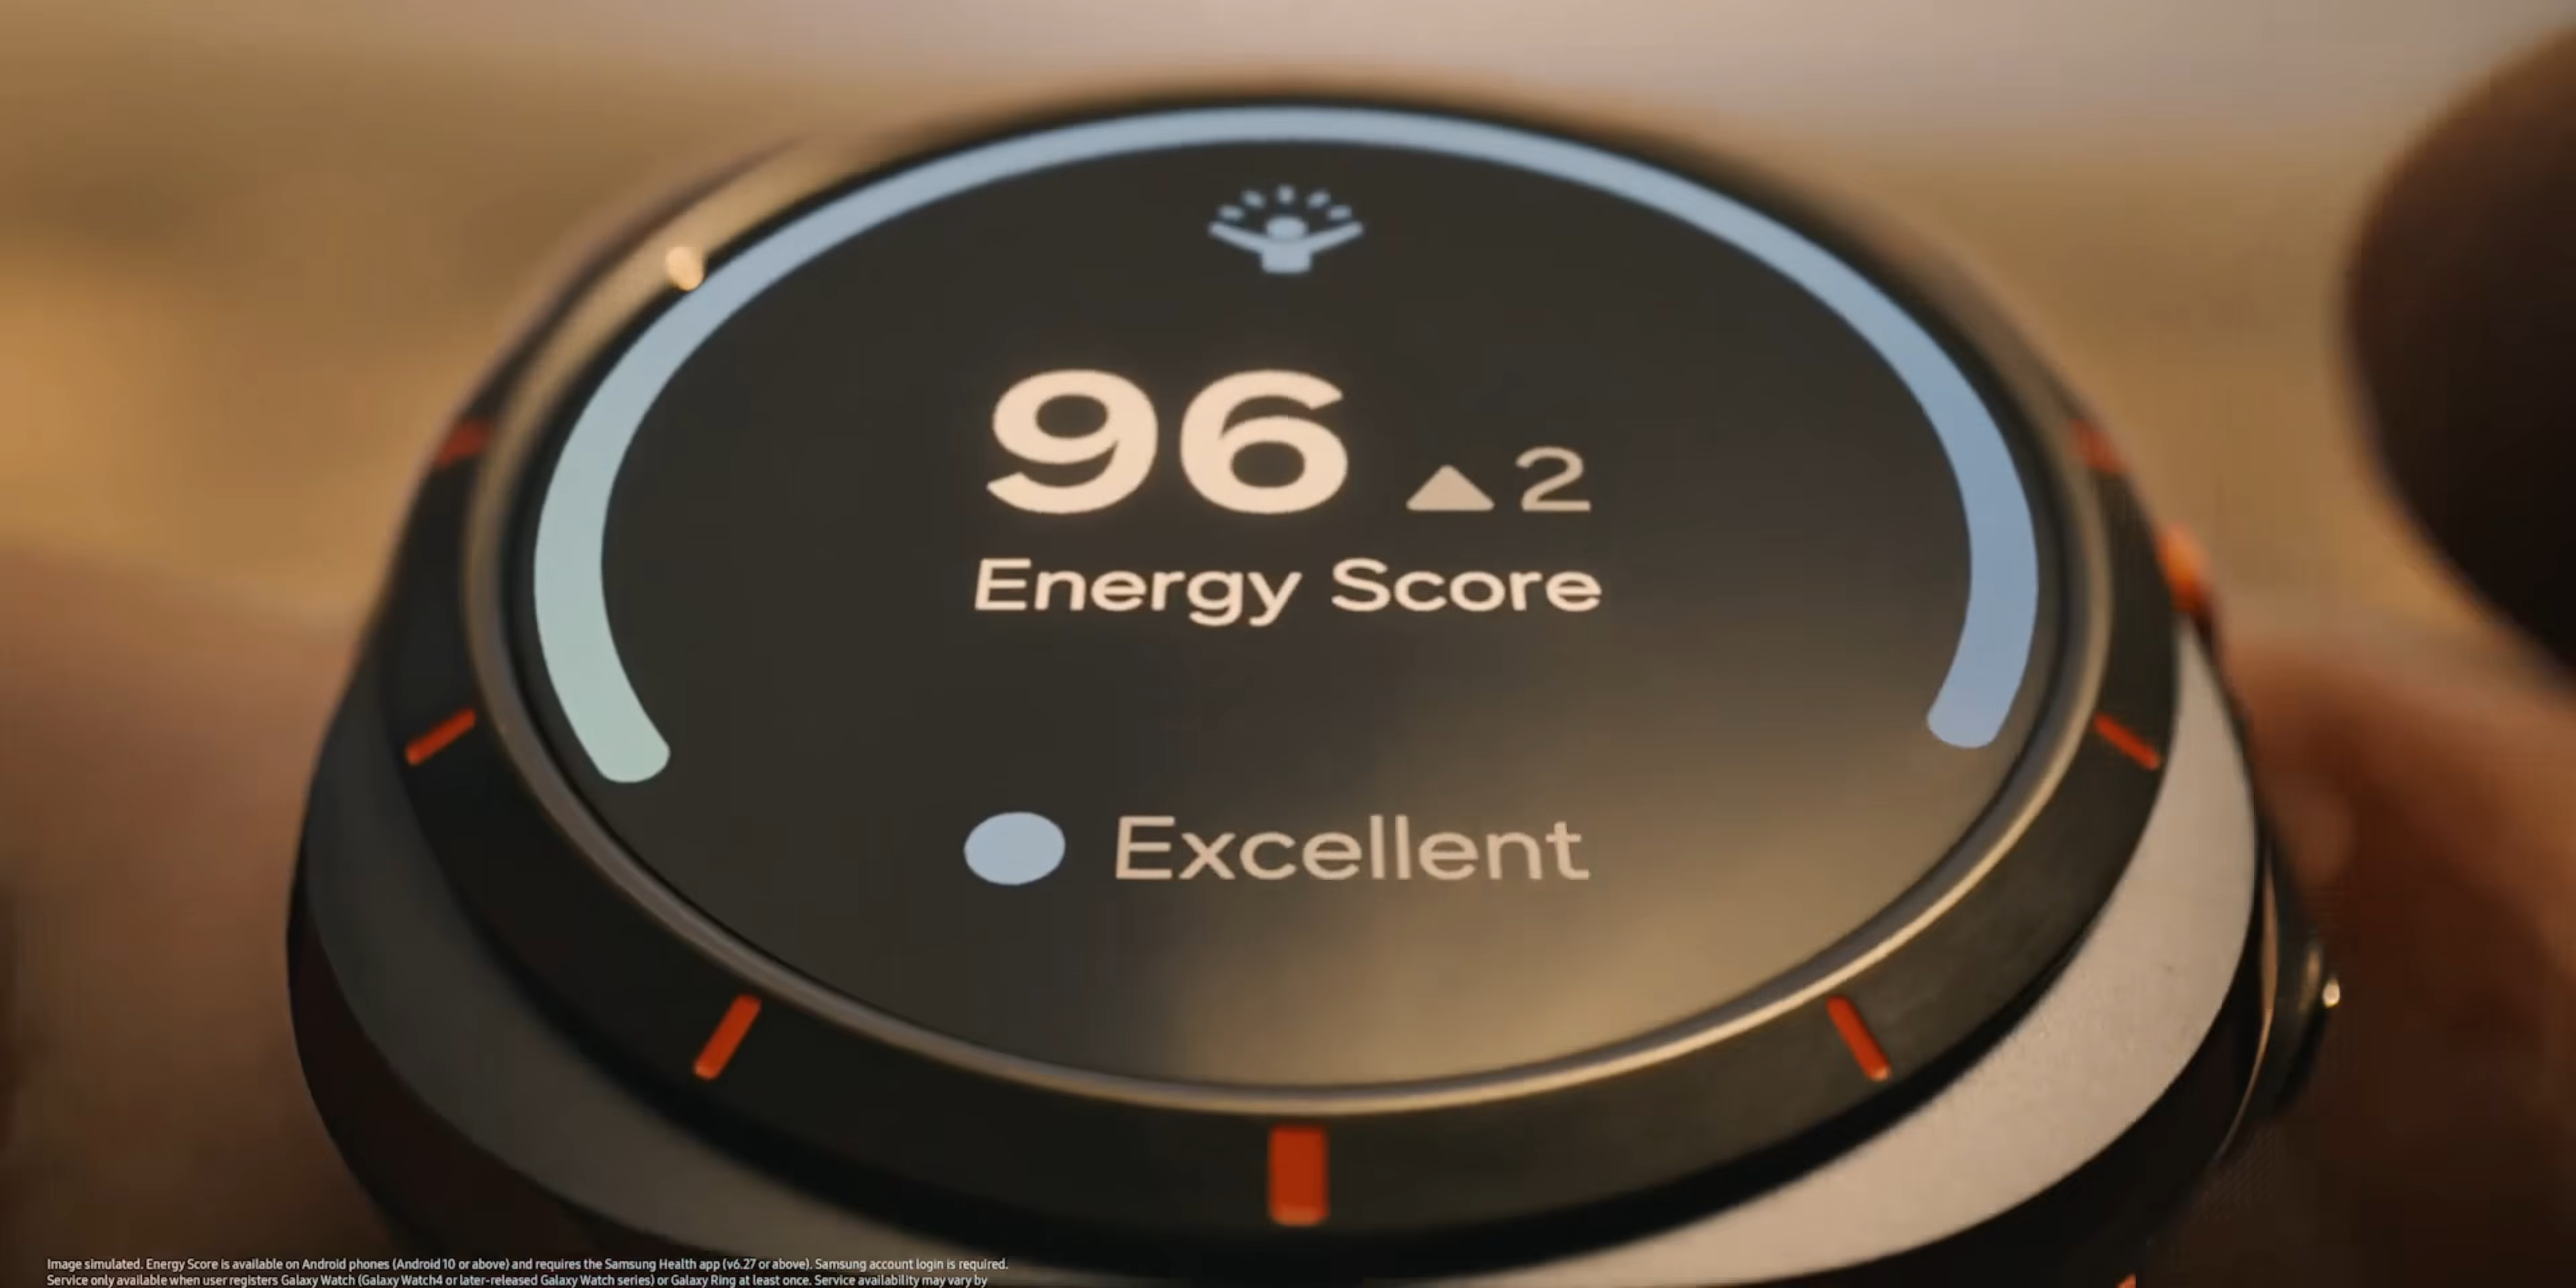 96 ▲2
Energy Score
Excellent
Image simulated. Energy Score is available on Android phones (Android 10 or above) and requires the Samsung Health app (v6.27 or above). Samsung account login is required.
Service only available when user registers Galaxy Watch (Galaxy Watch4 or later-released Galaxy Watch series) or Galaxy Ring at least once. Service availability may vary by